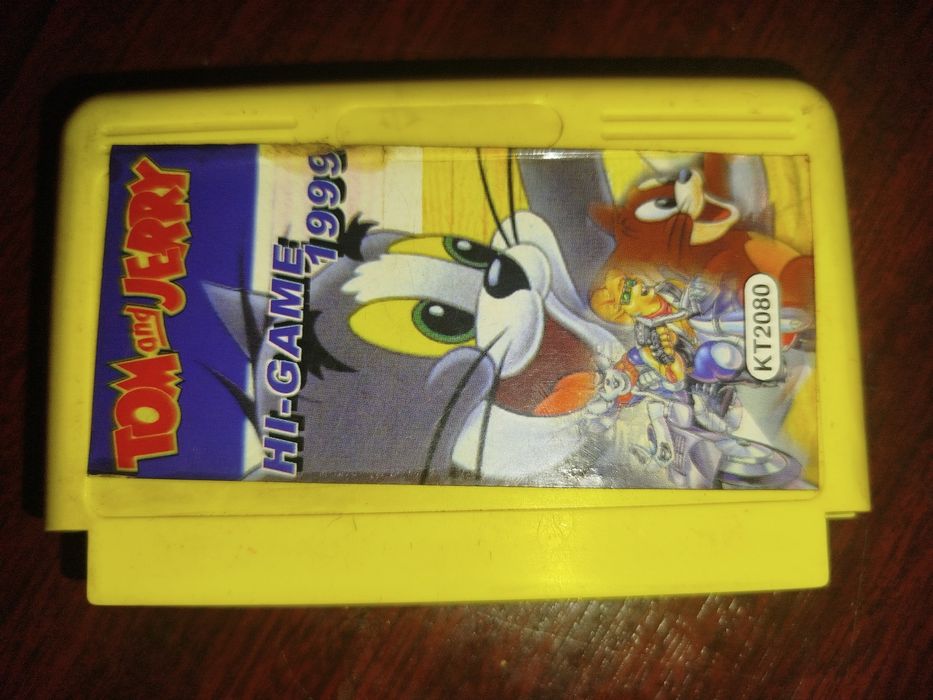 TOM and JERRY
HI-GAME
1999
KT2080